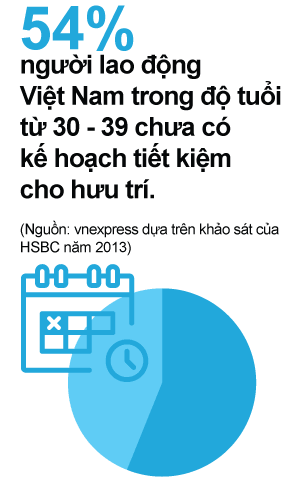 54%
người lao động
Việt Nam trong độ tuổi
từ 30 - 39 chưa có
kế hoạch tiết kiệm
cho hưu trí.
(Nguồn: vnexpress dựa trên khảo sát của
HSBC năm 2013)